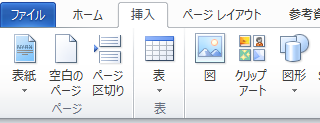 ファイル ホーム 挿入 ページ レイアウト 参考資
表紙 空白の ページ 表 図 クリップ 図形
ページ 区切り アート
ページ 表